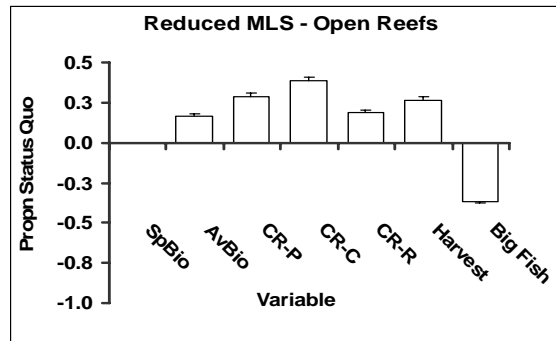 Reduced MLS - Open Reefs
Propn Status Quo
0.5
0.3
0.0
-0.3
-0.5
-0.8
-1.0
SpBio
AvBio
CR-P
CR-C
CR-R
Harvest
Big Fish
Variable